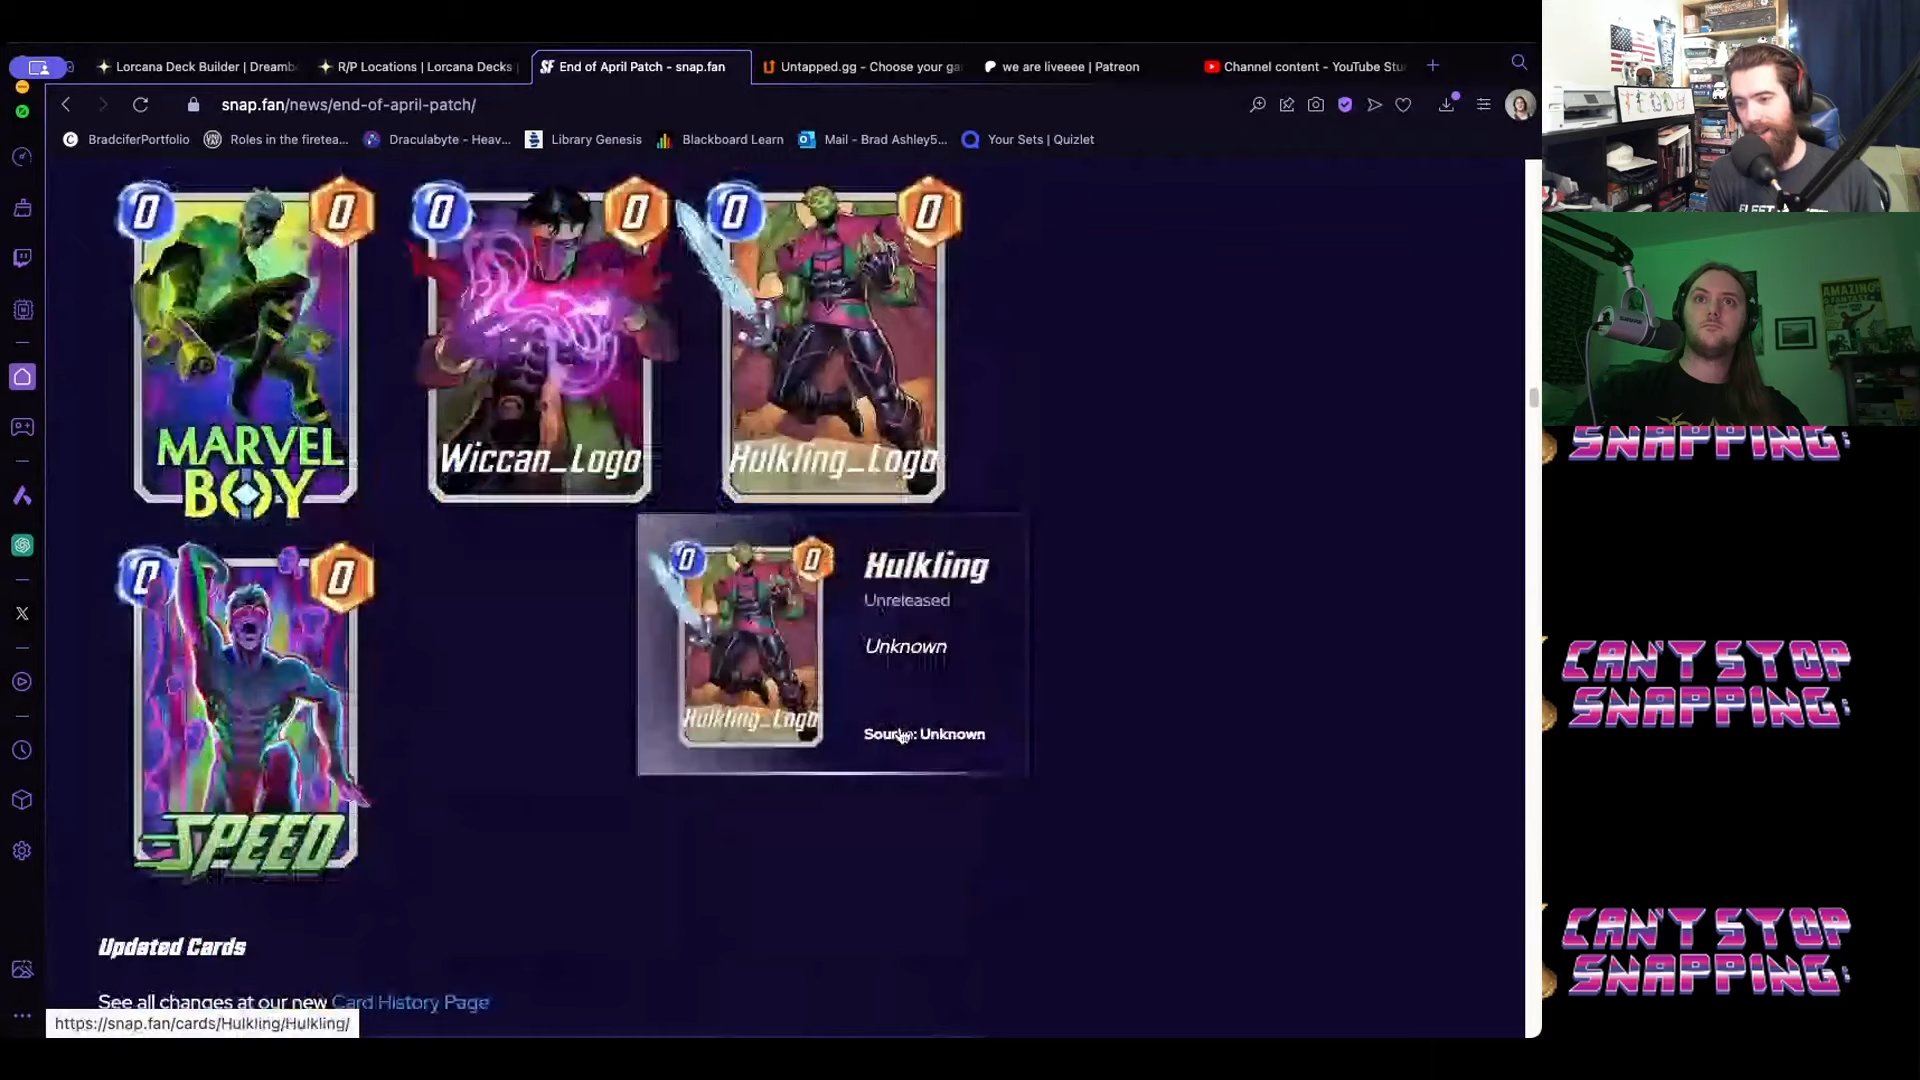 Lorcana Deck Builder | Dreamb
R/P Locations | Lorcana Decks
SF End of April Patch - snap.fan
Untapped.gg - Choose your ga
we are liveeee | Patreon
Channel content - YouTube Stu
snap.fan/news/end-of-april-patch/
BradciferPortfolio
Roles in the firetea...
Draculabyte - Heav...
Library Genesis
Blackboard Learn
Mail - Brad Ashley5...
Your Sets | Quizlet
0 0
MARVEL
BOY
0 0
Wiccan_Logo
0 0
Hulkling_Logo
0 0
Hulkling_Logo
Hulkling
Unreleased
Unknown
Source: Unknown
0 0
SPEED
Updated Cards
See all changes at our new Card History Page
https://snap.fan/cards/Hulkling/Hulkling/
AMAZING
FANTASY
SHURE
SNAPPING:
CAN'T STOP
SNAPPING:
CAN'T STOP
SNAPPING: